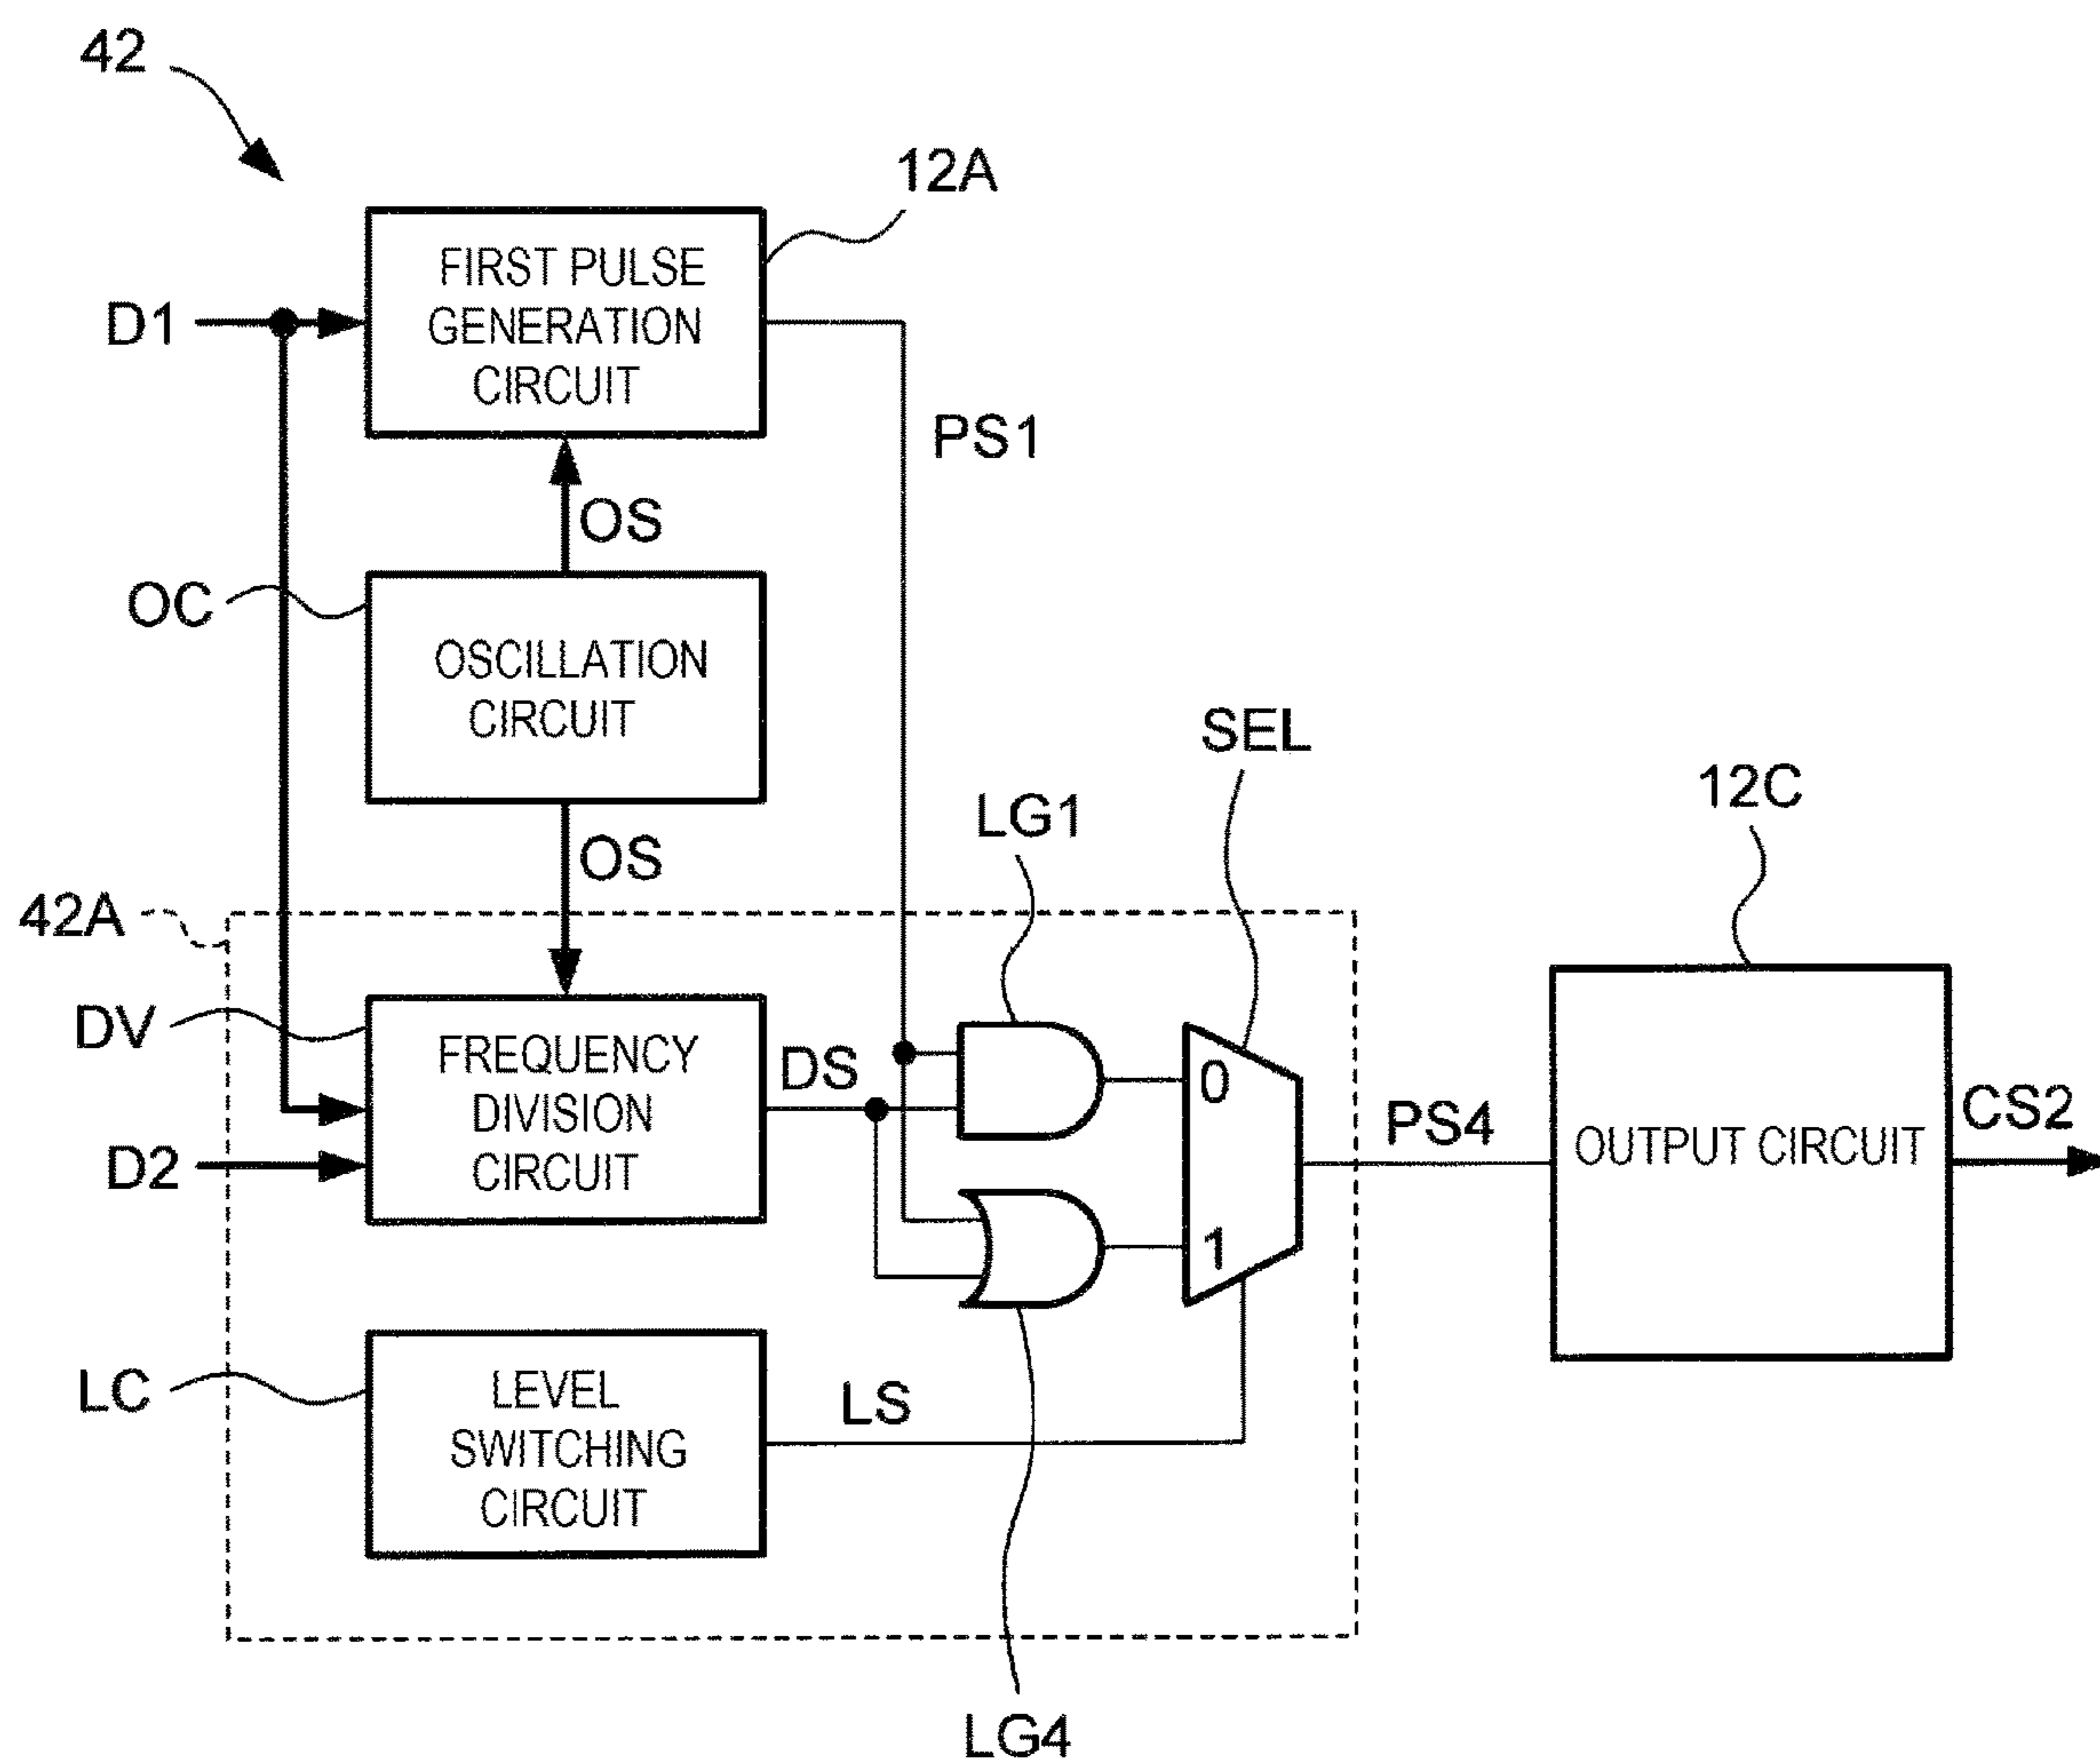 42
12A
FIRST PULSE
GENERATION
CIRCUIT
D1
PS1
OS
OC
OSCILLATION
CIRCUIT
SEL
12C
LG1
OS
42A
DV
FREQUENCY
DIVISION
CIRCUIT
DS
0
PS4
OUTPUT CIRCUIT
CS2
D2
1
LC
LEVEL
SWITCHING
CIRCUIT
LS
LG4